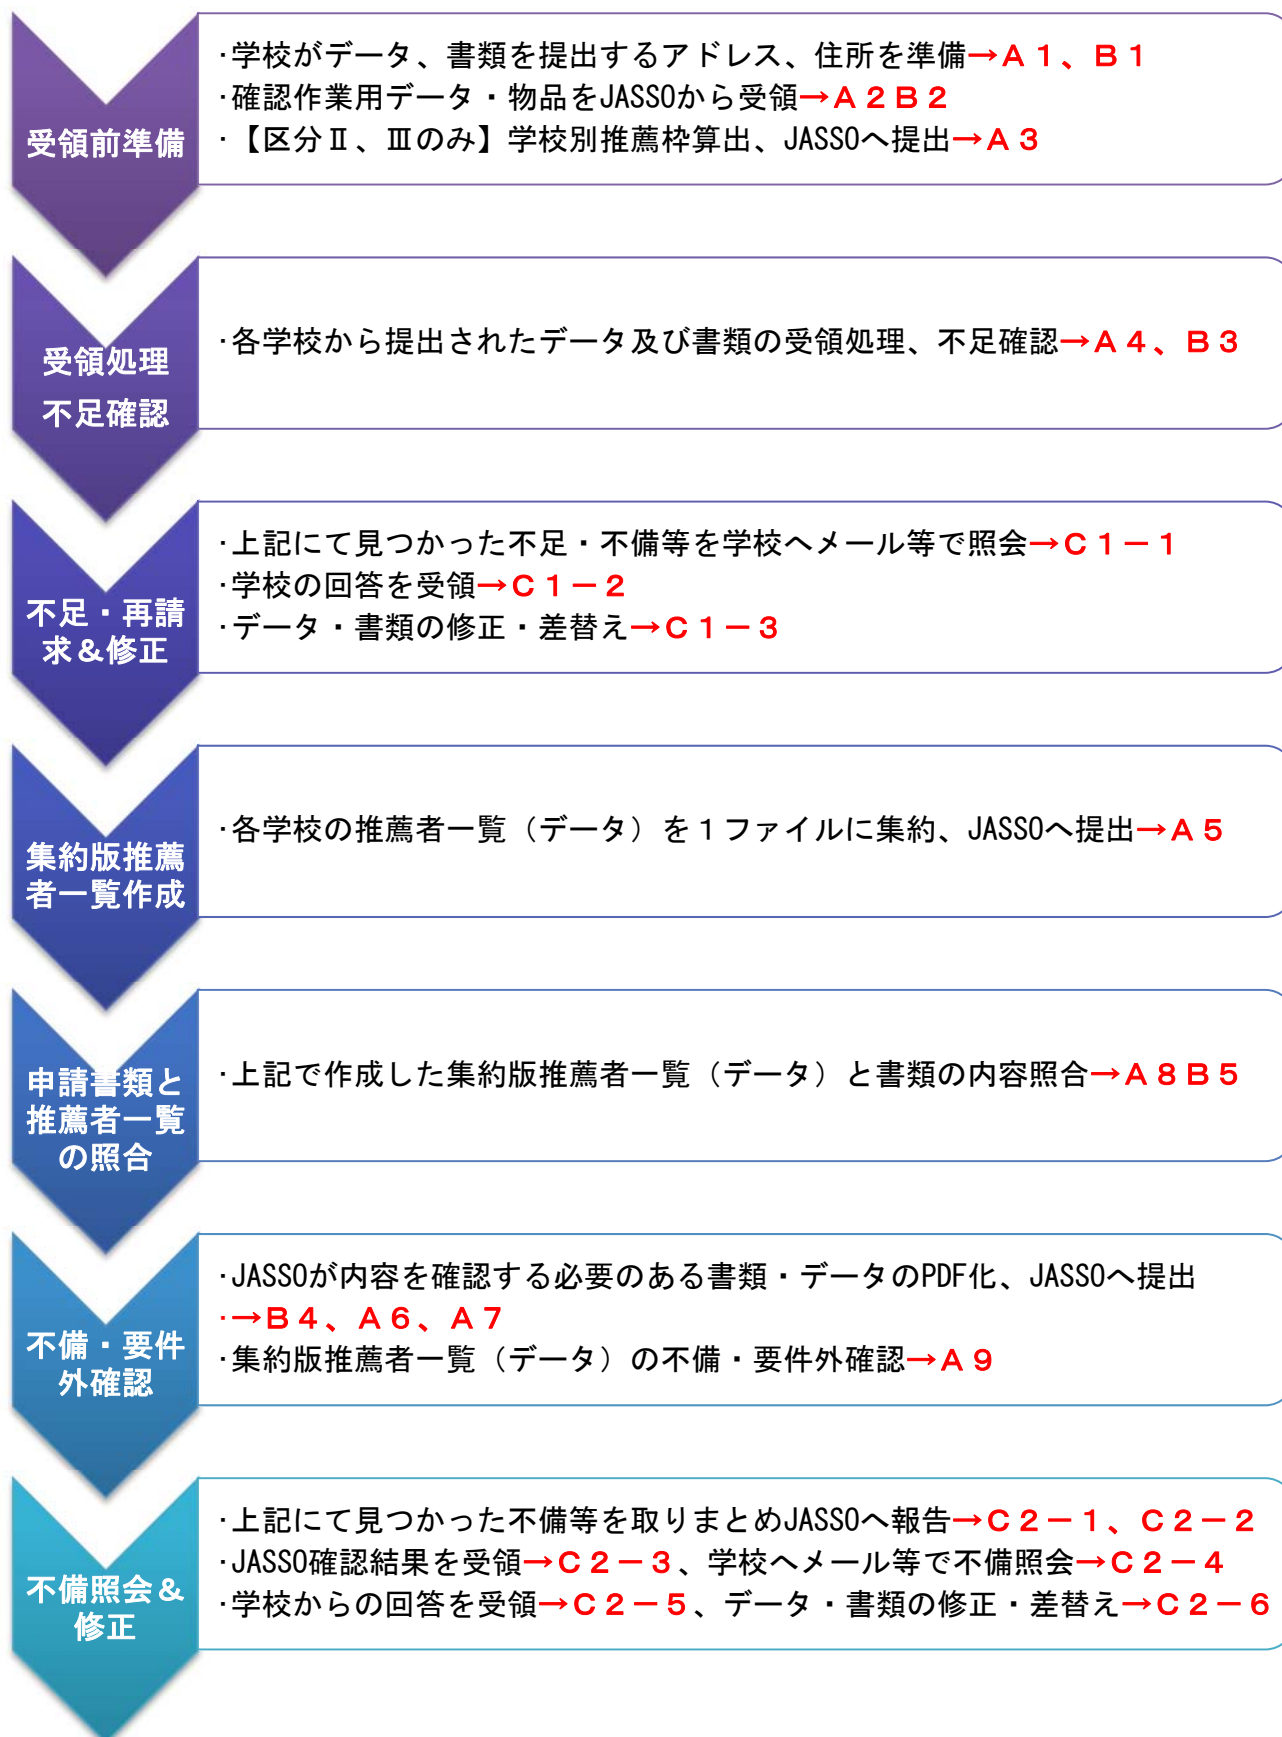 受領前準備
・学校がデータ、書類を提出するアドレス、住所を準備→Ａ１、Ｂ１
・確認作業用データ・物品をJASSOから受領→Ａ２Ｂ２
・【区分Ⅱ、Ⅲのみ】学校別推薦枠算出、JASSOへ提出→Ａ３
受領処理
不足確認
・各学校から提出されたデータ及び書類の受領処理、不足確認→Ａ４、Ｂ３
不足・再請
求＆修正
・上記にて見つかった不足・不備等を学校へメール等で照会→Ｃ１－１
・学校の回答を受領→Ｃ１－２
・データ・書類の修正・差替え→Ｃ１－３
集約版推薦
者一覧作成
・各学校の推薦者一覧（データ）を１ファイルに集約、JASSOへ提出→Ａ５
申請書類と
推薦者一覧
の照合
・上記で作成した集約版推薦者一覧（データ）と書類の内容照合→Ａ８Ｂ５
不備・要件
外確認
・JASSOが内容を確認する必要のある書類・データのPDF化、JASSOへ提出
・→Ｂ４、Ａ６、Ａ７
・集約版推薦者一覧（データ）の不備・要件外確認→Ａ９
不備照会＆
修正
・上記にて見つかった不備等を取りまとめJASSOへ報告→Ｃ２－１、Ｃ２－２
・JASSO確認結果を受領→Ｃ２－３、学校へメール等で不備照会→Ｃ２－４
・学校からの回答を受領→Ｃ２－５、データ・書類の修正・差替え→Ｃ２－６